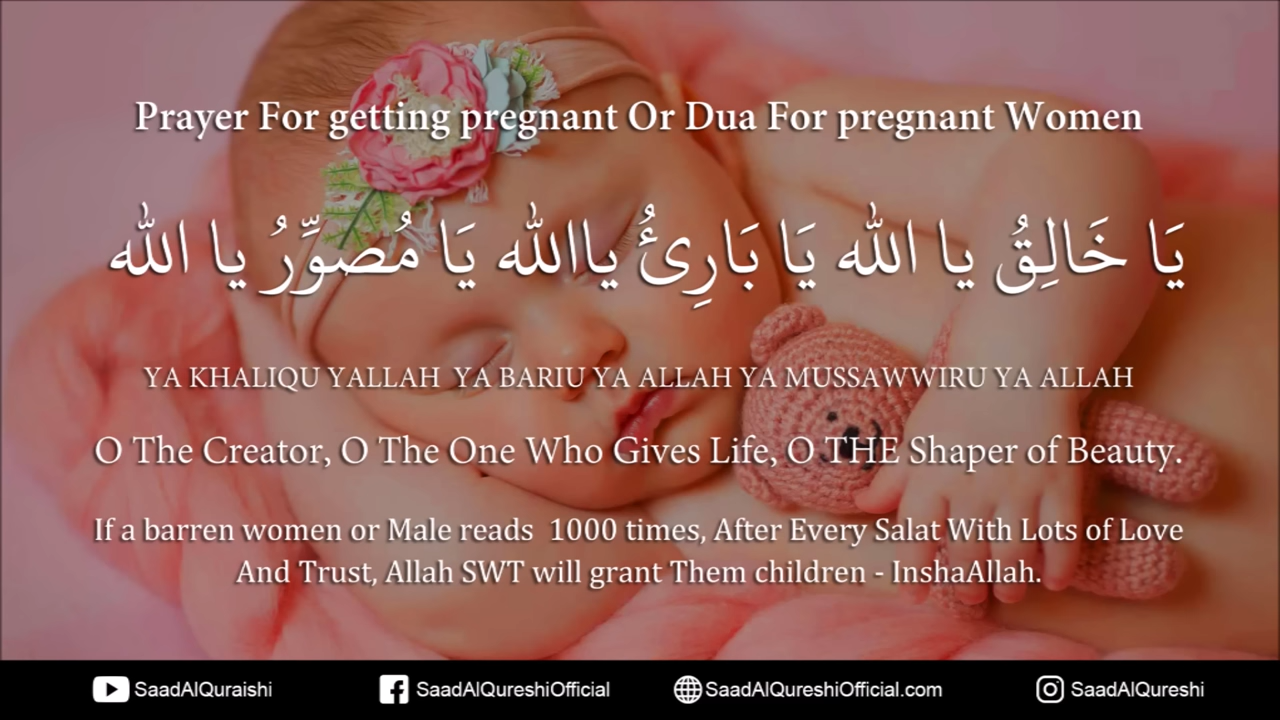 Prayer For getting pregnant Or Dua For pregnant Women
يَا خَالِقُ يا الله يَا بَارِئُ ياالله يَا مُصوِّرُ يا الله
YA KHALIQU YALLAH YA BARIU YA ALLAH YA MUSSAWWIRU YA ALLAH
O The Creator, O The One Who Gives Life, O THE Shaper of Beauty.
If a barren women or Male reads 1000 times, After Every Salat With Lots of Love
And Trust, Allah SWT will grant Them children - InshaAllah.
SaadAlQuraishi SaadAlQureshiOfficial SaadAlQureshiOfficial.com SaadAlQureshi